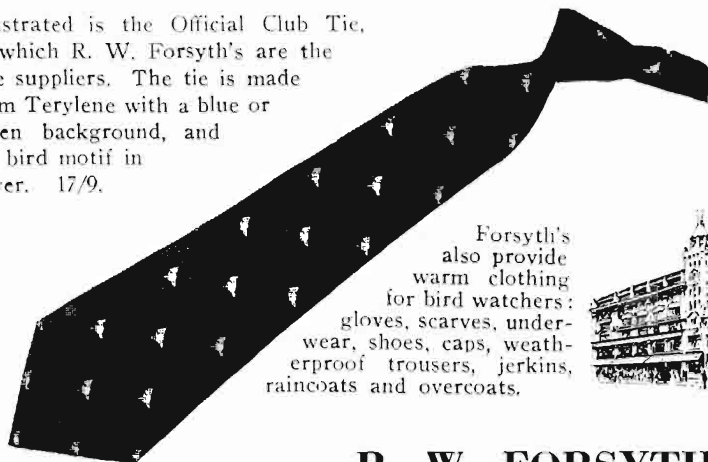 strated is the Official Club Tie,
which R. W. Forsyth's are the
e suppliers. The tie is made
m Terylene with a blue or
en background, and
bird motif in
er. 17/9.
Forsyth's
also provide
warm clothing
for bird watchers:
gloves, scarves, under-
wear, shoes, caps, weath-
erproof trousers, jerkins,
raincoats and overcoats.
R. W. FORSYTH